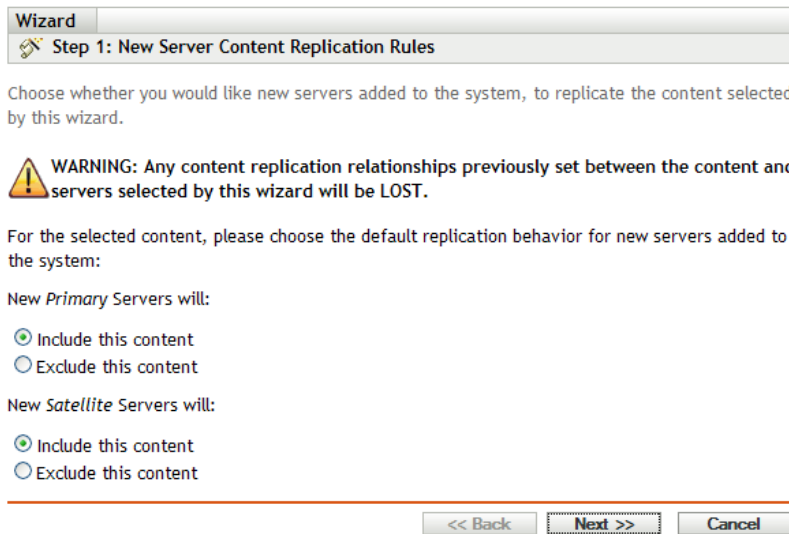 Wizard
Step 1: New Server Content Replication Rules
Choose whether you would like new servers added to the system, to replicate the content selected
by this wizard.
WARNING: Any content replication relationships previously set between the content and
servers selected by this wizard will be LOST.
For the selected content, please choose the default replication behavior for new servers added to
the system:
New Primary Servers will:
Include this content
Exclude this content
New Satellite Servers will:
Include this content
Exclude this content
<< Back Next >> Cancel